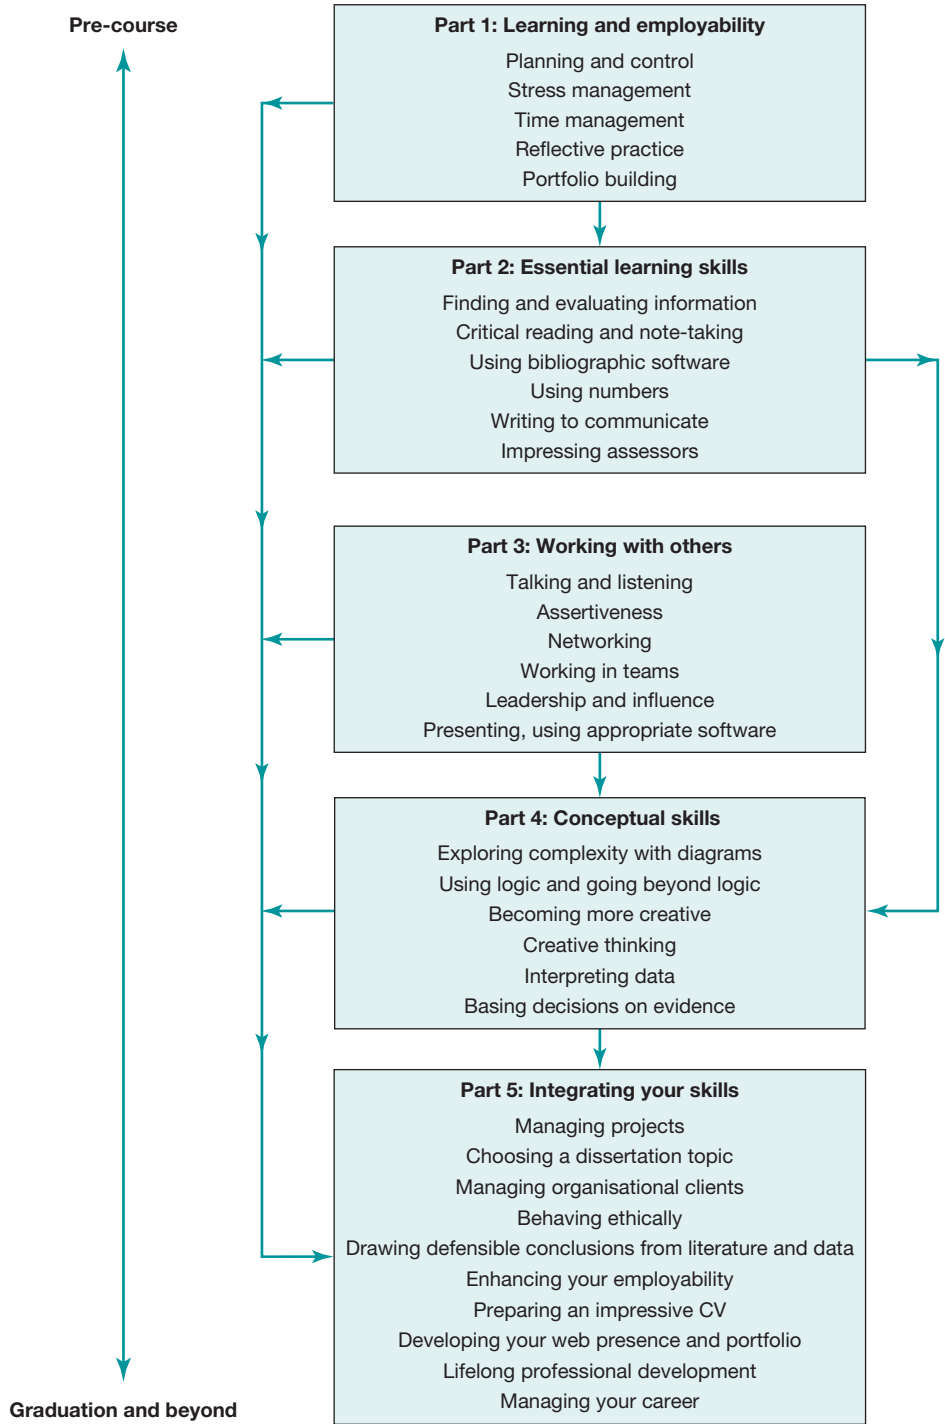 Pre-course
Part 1: Learning and employability
Planning and control
Stress management
Time management
Reflective practice
Portfolio building
Part 2: Essential learning skills
Finding and evaluating information
Critical reading and note-taking
Using bibliographic software
Using numbers
Writing to communicate
Impressing assessors
Part 3: Working with others
Talking and listening
Assertiveness
Networking
Working in teams
Leadership and influence
Presenting, using appropriate software
Part 4: Conceptual skills
Exploring complexity with diagrams
Using logic and going beyond logic
Becoming more creative
Creative thinking
Interpreting data
Basing decisions on evidence
Part 5: Integrating your skills
Managing projects
Choosing a dissertation topic
Managing organisational clients
Behaving ethically
Drawing defensible conclusions from literature and data
Enhancing your employability
Preparing an impressive CV
Developing your web presence and portfolio
Lifelong professional development
Managing your career
Graduation and beyond